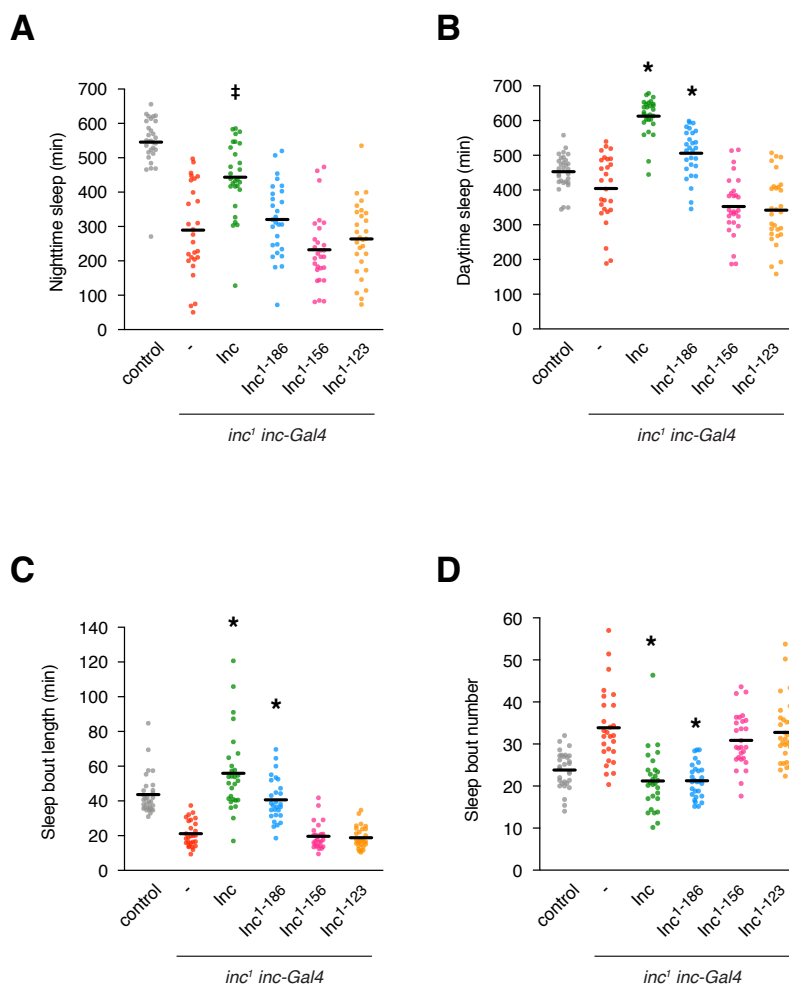 A
Nighttime sleep (min)
700
600
500
400
300
200
100
0
‡
control
-
Inc
Inc1-186
Inc1-156
Inc1-123
inc1 inc-Gal4
B
Daytime sleep (min)
700
600
500
400
300
200
100
0
*
*
control
-
Inc
Inc1-186
Inc1-156
Inc1-123
inc1 inc-Gal4
C
Sleep bout length (min)
140
120
100
80
60
40
20
0
*
*
control
-
Inc
Inc1-186
Inc1-156
Inc1-123
inc1 inc-Gal4
D
Sleep bout number
60
50
40
30
20
10
0
*
*
control
-
Inc
Inc1-186
Inc1-156
Inc1-123
inc1 inc-Gal4